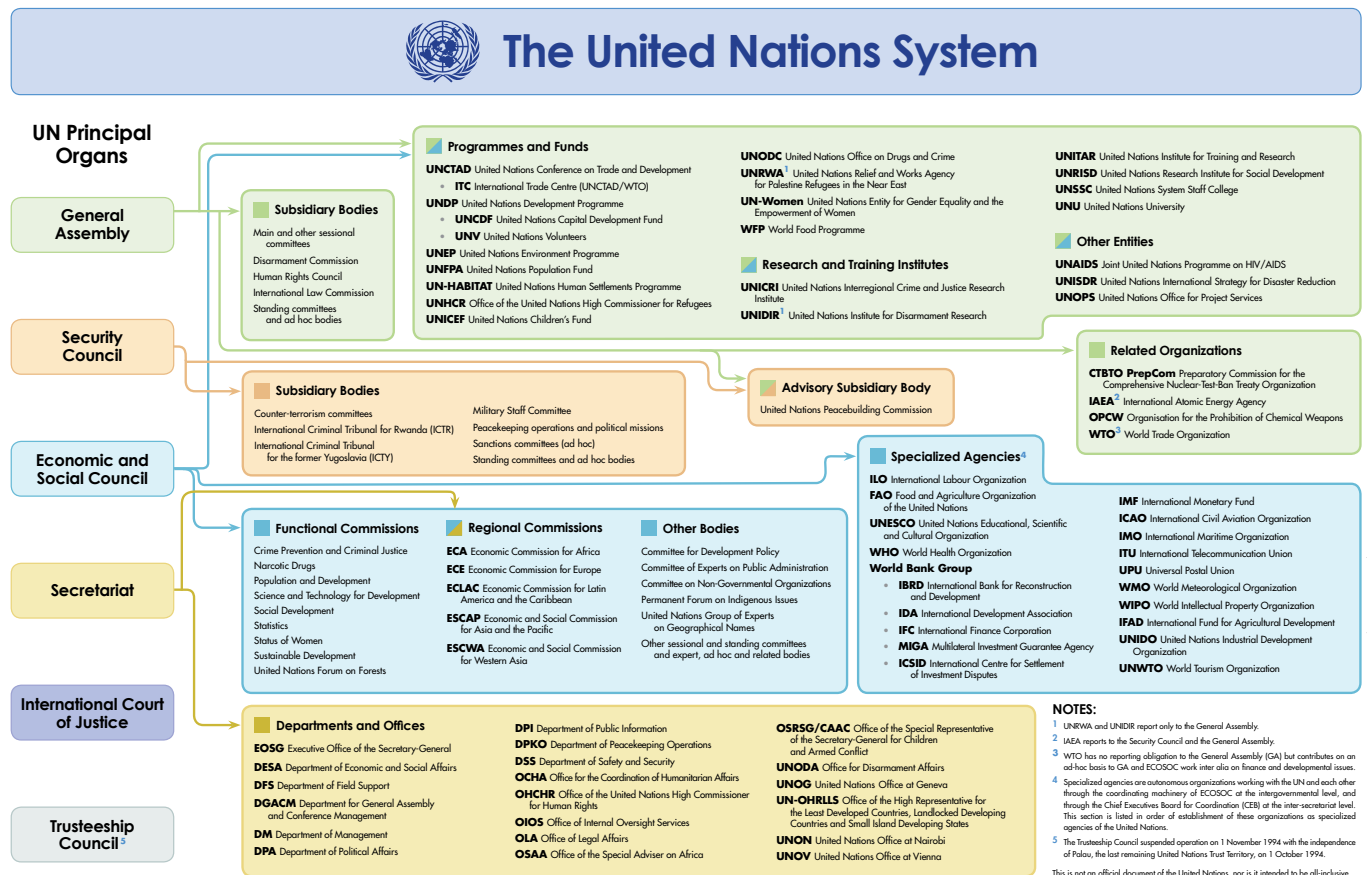 The United Nations System
UN Principal
Organs
General
Assembly
Security
Council
Economic and
Social Council
Secretariat
International Court
of Justice
Trusteeship
Council5
Subsidiary Bodies
Main and other sessional
committees
Disarmament Commission
Human Rights Council
International Law Commission
Standing committees
and ad hoc bodies
Programmes and Funds
UNCTAD United Nations Conference on Trade and Development
• ITC International Trade Centre (UNCTAD/WTO)
UNDP United Nations Development Programme
• UNCDF United Nations Capital Development Fund
• UNV United Nations Volunteers
UNEP United Nations Environment Programme
UNFPA United Nations Population Fund
UN-HABITAT United Nations Human Settlements Programme
UNHCR Office of the United Nations High Commissioner for Refugees
UNICEF United Nations Children's Fund
UNODC United Nations Office on Drugs and Crime
UNRWA1 United Nations Relief and Works Agency
for Palestine Refugees in the Near East
UN-Women United Nations Entity for Gender Equality and the
Empowerment of Women
WFP World Food Programme
Research and Training Institutes
UNICRI United Nations Interregional Crime and Justice Research
Institute
UNIDIR1 United Nations Institute for Disarmament Research
UNITAR United Nations Institute for Training and Research
UNRISD United Nations Research Institute for Social Development
UNSSC United Nations System Staff College
UNU United Nations University
Other Entities
UNAIDS Joint United Nations Programme on HIV/AIDS
UNISDR United Nations International Strategy for Disaster Reduction
UNOPS United Nations Office for Project Services
Related Organizations
CTBTO PrepCom Preparatory Commission for the
Comprehensive Nuclear-Test-Ban Treaty Organization
IAEA2 International Atomic Energy Agency
OPCW Organisation for the Prohibition of Chemical Weapons
WTO3 World Trade Organization
Subsidiary Bodies
Counter-terrorism committees
International Criminal Tribunal for Rwanda (ICTR)
International Criminal Tribunal
for the former Yugoslavia (ICTY)
Military Staff Committee
Peacekeeping operations and political missions
Sanctions committees (ad hoc)
Standing committees and ad hoc bodies
Advisory Subsidiary Body
United Nations Peacebuilding Commission
Functional Commissions
Crime Prevention and Criminal Justice
Narcotic Drugs
Population and Development
Science and Technology for Development
Social Development
Statistics
Status of Women
Sustainable Development
United Nations Forum on Forests
Regional Commissions
ECA Economic Commission for Africa
ECE Economic Commission for Europe
ECLAC Economic Commission for Latin
America and the Caribbean
ESCAP Economic and Social Commission
for Asia and the Pacific
ESCWA Economic and Social Commission
for Western Asia
Other Bodies
Committee for Development Policy
Committee of Experts on Public Administration
Committee on Non-Governmental Organizations
Permanent Forum on Indigenous Issues
United Nations Group of Experts
on Geographical Names
Other sessional and standing committees
and expert, ad hoc and related bodies
Specialized Agencies4
ILO International Labour Organization
FAO Food and Agriculture Organization
of the United Nations
UNESCO United Nations Educational, Scientific
and Cultural Organization
WHO World Health Organization
World Bank Group
• IBRD International Bank for Reconstruction
and Development
• IDA International Development Association
• IFC International Finance Corporation
• MIGA Multilateral Investment Guarantee Agency
• ICSID International Centre for Settlement
of Investment Disputes
IMF International Monetary Fund
ICAO International Civil Aviation Organization
IMO International Maritime Organization
ITU International Telecommunication Union
UPU Universal Postal Union
WMO World Meteorological Organization
WIPO World Intellectual Property Organization
IFAD International Fund for Agricultural Development
UNIDO United Nations Industrial Development
Organization
UNWTO World Tourism Organization
Departments and Offices
EOSG Executive Office of the Secretary-General
DESA Department of Economic and Social Affairs
DFS Department of Field Support
DGACM Department for General Assembly
and Conference Management
DM Department of Management
DPA Department of Political Affairs
DPI Department of Public Information
DPKO Department of Peacekeeping Operations
DSS Department of Safety and Security
OCHA Office for the Coordination of Humanitarian Affairs
OHCHR Office of the United Nations High Commissioner
for Human Rights
OIOS Office of Internal Oversight Services
OLA Office of Legal Affairs
OSAA Office of the Special Adviser on Africa
OSRSG/CAAC Office of the Special Representative
of the Secretary-General for Children
and Armed Conflict
UNODA Office for Disarmament Affairs
UNOG United Nations Office at Geneva
UN-OHRLLS Office of the High Representative for
the Least Developed Countries, Landlocked Developing
Countries and Small Island Developing States
UNON United Nations Office at Nairobi
UNOV United Nations Office at Vienna
NOTES:
1 UNRWA and UNIDIR report only to the General Assembly.
2 IAEA reports to the Security Council and the General Assembly.
3 WTO has no reporting obligation to the General Assembly (GA) but contributes on an
ad-hoc basis to GA and ECOSOC work inter alia on finance and developmental issues.
4 Specialized agencies are autonomous organizations working with the UN and each other
through the coordinating machinery of ECOSOC at the intergovernmental level, and
through the Chief Executives Board for Coordination (CEB) at the inter-secretariat level.
This section is listed in order of establishment of these organizations as specialized
agencies of the United Nations.
5 The Trusteeship Council suspended operation on 1 November 1994 with the independence
of Palau, the last remaining United Nations Trust Territory, on 1 October 1994.
This is not an official document of the United Nations, nor is it intended to be all-inclusive.